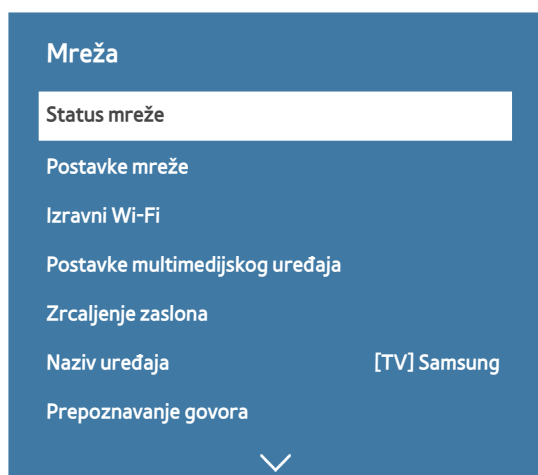 Mreža
Status mreže
Postavke mreže
Izravni Wi-Fi
Postavke multimedijskog uređaja
Zrcaljenje zaslona
Naziv uređaja [TV] Samsung
Prepoznavanje govora